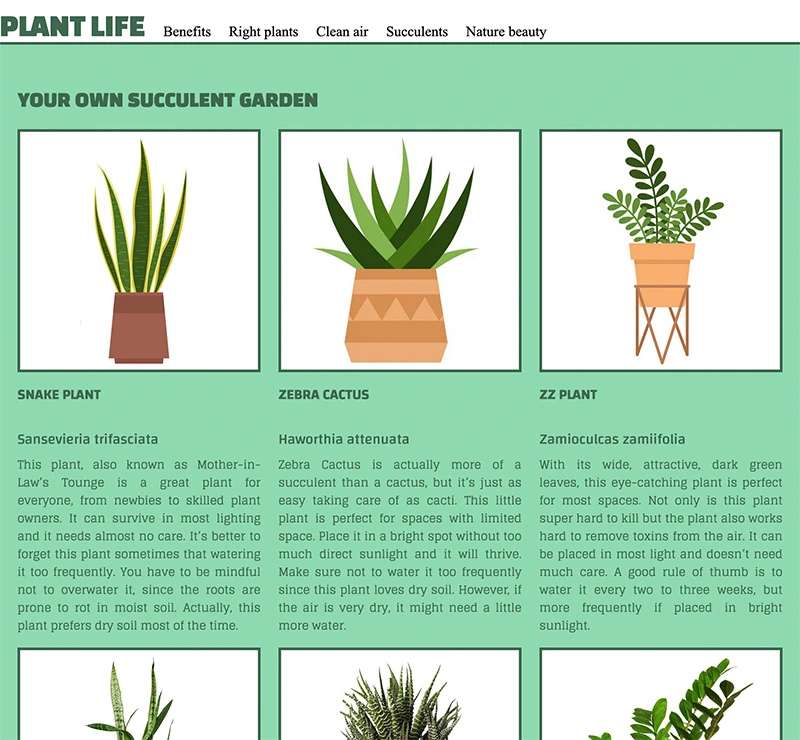 PLANT LIFE Benefits Right plants Clean air Succulents Nature beauty
YOUR OWN SUCCULENT GARDEN
SNAKE PLANT
Sansevieria trifasciata
This plant, also known as Mother-in-
Law's Tounge is a great plant for
everyone, from newbies to skilled plant
owners. It can survive in most lighting
and it needs almost no care. It's better to
forget this plant sometimes that watering
it too frequently. You have to be mindful
not to overwater it, since the roots are
prone to rot in moist soil. Actually, this
plant prefers dry soil most of the time.
ZEBRA CACTUS
Haworthia attenuata
Zebra Cactus is actually more of a
succulent than a cactus, but it's just as
easy taking care of as cacti. This little
plant is perfect for spaces with limited
space. Place it in a bright spot without too
much direct sunlight and it will thrive.
Make sure not to water it too frequently
since this plant loves dry soil. However, if
the air is very dry, it might need a little
more water.
ZZ PLANT
Zamioculcas zamiifolia
With its wide, attractive, dark green
leaves, this eye-catching plant is perfect
for most spaces. Not only is this plant
super hard to kill but the plant also works
hard to remove toxins from the air. It can
be placed in most light and doesn't need
much care. A good rule of thumb is to
water it every two to three weeks, but
more frequently if placed in bright
sunlight.